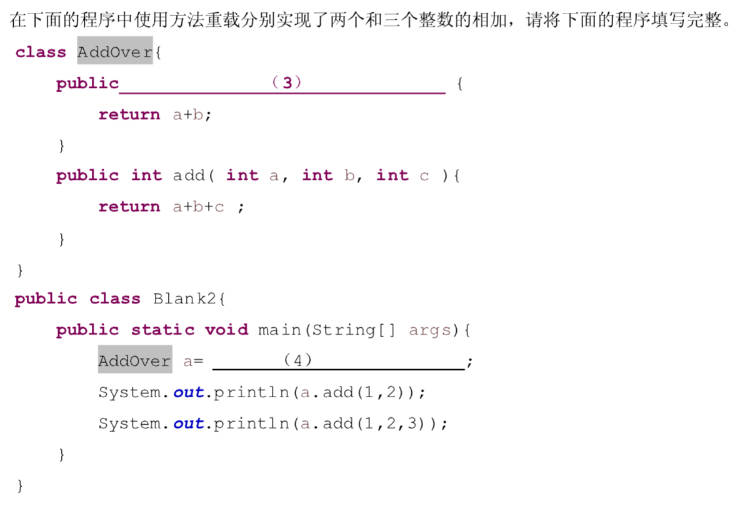 在下面的程序中使用方法重载分别实现了两个和三个整数的相加，请将下面的程序填写完整。
class AddOver{
public （3） {
return a+b;
}
public int add( int a, int b, int c ){
return a+b+c ;
}
}
public class Blank2{
public static void main(String[] args){
AddOver a= （4） ;
System.out.println(a.add(1,2));
System.out.println(a.add(1,2,3));
}
}